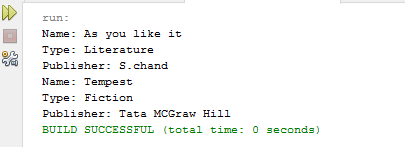 run:
Name: As you like it
Type: Literature
Publisher: S.chand
Name: Tempest
Type: Fiction
Publisher: Tata MCGraw Hill
BUILD SUCCESSFUL (total time: 0 seconds)